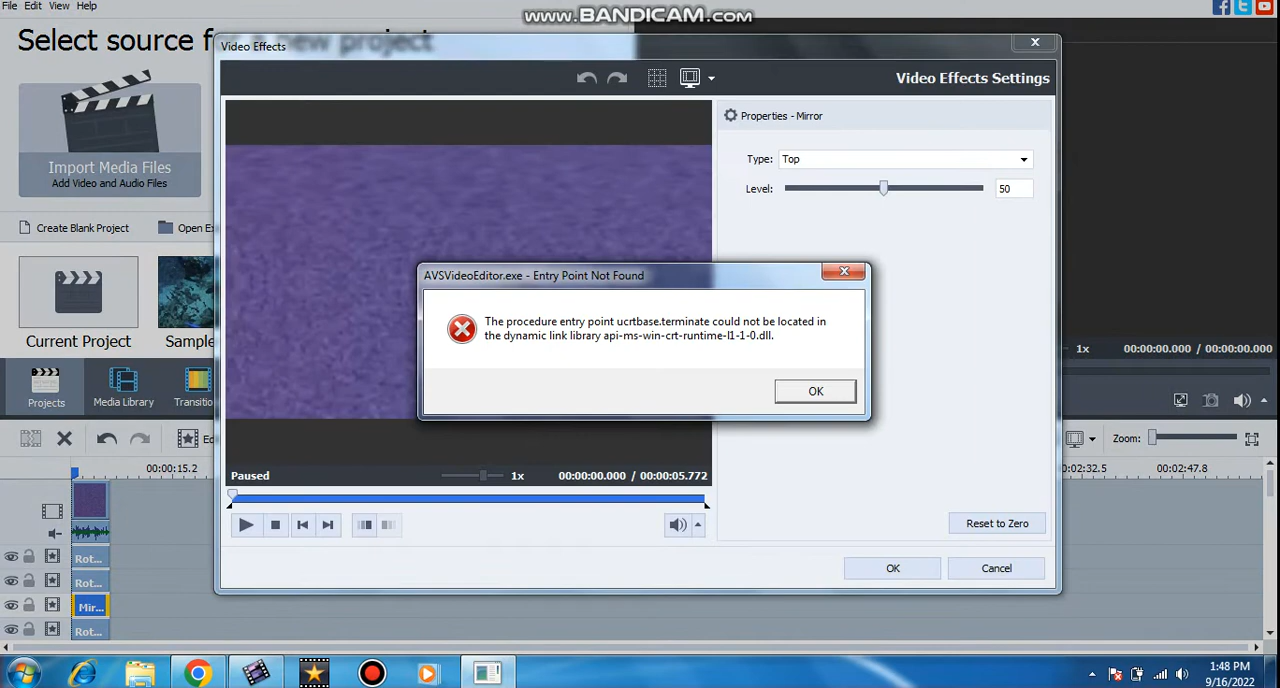 File Edit View Help
www.BANDICAM.com
Select source for a new project
Video Effects
Video Effects Settings
Properties - Mirror
Type: Top
Level: 50
Import Media Files
Add Video and Audio Files
Create Blank Project
Open Ex
AVSVideoEditor.exe - Entry Point Not Found
The procedure entry point ucrtbase.terminate could not be located in
the dynamic link library api-ms-win-crt-runtime-l1-1-0.dll.
OK
Current Project
Sample
1x 00:00:00.000 / 00:00:00.000
Projects
Media Library
Transitio
Zoom:
00:00:15.2
:02:32.5
00:02:47.8
Paused
1x 00:00:00.000 / 00:00:05.772
Reset to Zero
OK
Cancel
Rot...
Rot...
Mir...
Rot...
1:48 PM
9/16/2022